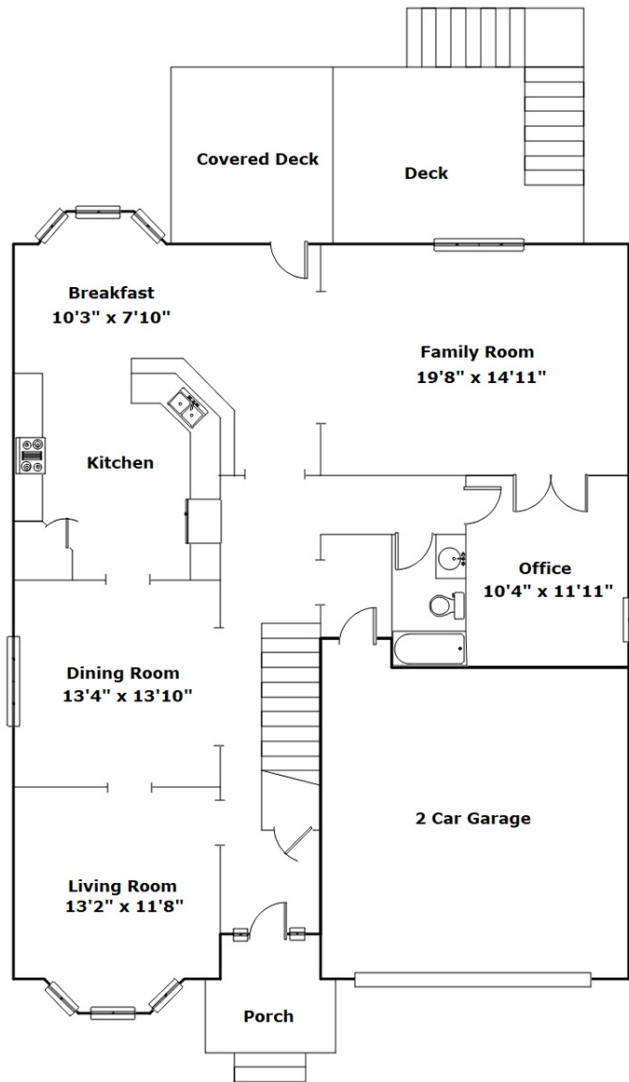 Covered Deck
Deck
Breakfast
10'3" x 7'10"
Family Room
19'8" x 14'11"
Kitchen
Office
10'4" x 11'11"
Dining Room
13'4" x 13'10"
2 Car Garage
Living Room
13'2" x 11'8"
Porch